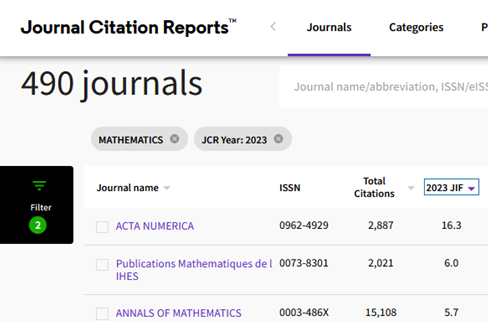 Journal Citation Reports™
Journals
Categories
P
490 journals
Journal name/abbreviation, ISSN/eIS
MATHEMATICS
JCR Year: 2023
Filter
2
Journal name
ISSN
Total
Citations
2023 JIF
ACTA NUMERICA
0962-4929
2,887
16.3
Publications Mathematiques de l
IHES
0073-8301
2,021
6.0
ANNALS OF MATHEMATICS
0003-486X
15,108
5.7